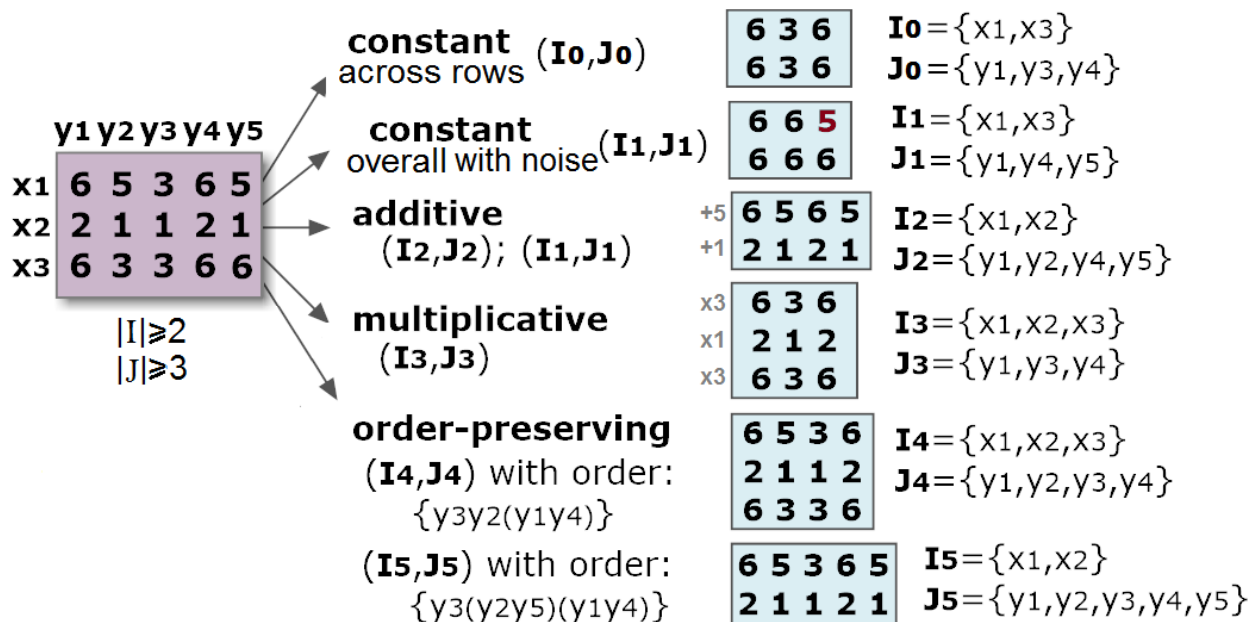 y1 y2 y3 y4 y5
x1 6 5 3 6 5
x2 2 1 1 2 1
x3 6 3 3 6 6
|I|⩾2
|J|⩾3
constant
across rows (I0,J0)
6 3 6
6 3 6
I0={x1,x3}
J0={y1,y3,y4}
constant
overall with noise (I1,J1)
6 6 5
6 6 6
I1={x1,x3}
J1={y1,y4,y5}
additive
(I2,J2); (I1,J1)
+5 6 5 6 5
+1 2 1 2 1
I2={x1,x2}
J2={y1,y2,y4,y5}
multiplicative
(I3,J3)
x3 6 3 6
x1 2 1 2
x3 6 3 6
I3={x1,x2,x3}
J3={y1,y3,y4}
order-preserving
(I4,J4) with order:
{y3y2(y1y4)}
6 5 3 6
2 1 1 2
6 3 3 6
I4={x1,x2,x3}
J4={y1,y2,y3,y4}
(I5,J5) with order:
{y3(y2y5)(y1y4)}
6 5 3 6 5
2 1 1 2 1
I5={x1,x2}
J5={y1,y2,y3,y4,y5}